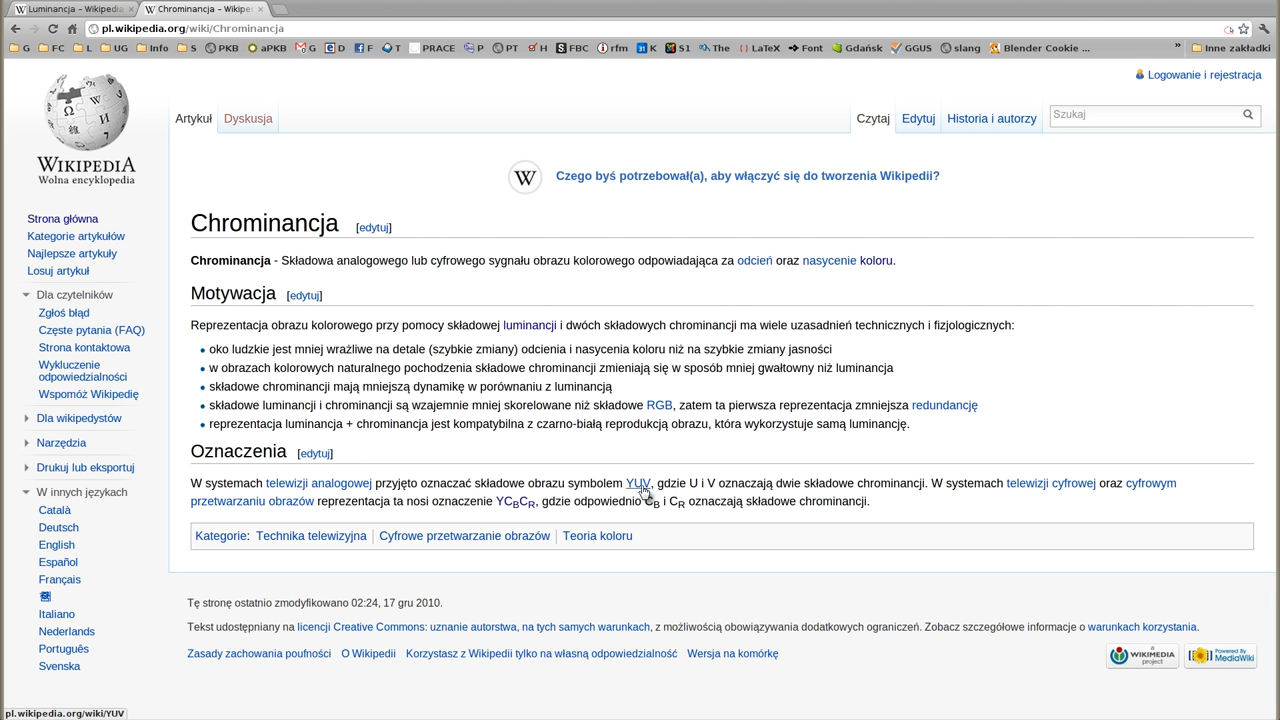 Luminancja – Wikipedi
Chrominancja – Wikipe
pl.wikipedia.org/wiki/Chrominancja
G FC L UG Info S PKB aPKB G D F T PRACE P PT H FBC rfm K S1 The LaTeX Font Gdańsk GGUS slang Blender Cookie ... » Inne zakładki
Logowanie i rejestracja
Artykuł Dyskusja Czytaj Edytuj Historia i autorzy Szukaj
WIKIPEDIA
Wolna encyklopedia
Czego byś potrzebował(a), aby włączyć się do tworzenia Wikipedii?
Strona główna
Kategorie artykułów
Najlepsze artykuły
Losuj artykuł
Dla czytelników
Zgłoś błąd
Częste pytania (FAQ)
Strona kontaktowa
Wykluczenie
odpowiedzialności
Wspomóż Wikipedię
Dla wikipedystów
Narzędzia
Drukuj lub eksportuj
W innych językach
Català
Deutsch
English
Español
Français
Italiano
Nederlands
Português
Svenska
Chrominancja [edytuj]
Chrominancja - Składowa analogowego lub cyfrowego sygnału obrazu kolorowego odpowiadająca za odcień oraz nasycenie koloru.
Motywacja [edytuj]
Reprezentacja obrazu kolorowego przy pomocy składowej luminancji i dwóch składowych chrominancji ma wiele uzasadnień technicznych i fizjologicznych:
• oko ludzkie jest mniej wrażliwe na detale (szybkie zmiany) odcienia i nasycenia koloru niż na szybkie zmiany jasności
• w obrazach kolorowych naturalnego pochodzenia składowe chrominancji zmieniają się w sposób mniej gwałtowny niż luminancja
• składowe chrominancji mają mniejszą dynamikę w porównaniu z luminancją
• składowe luminancji i chrominancji są wzajemnie mniej skorelowane niż składowe RGB, zatem ta pierwsza reprezentacja zmniejsza redundancję
• reprezentacja luminancja + chrominancja jest kompatybilna z czarno-białą reprodukcją obrazu, która wykorzystuje samą luminancję.
Oznaczenia [edytuj]
W systemach telewizji analogowej przyjęto oznaczać składowe obrazu symbolem YUV, gdzie U i V oznaczają dwie składowe chrominancji. W systemach telewizji cyfrowej oraz cyfrowym
przetwarzaniu obrazów reprezentacja ta nosi oznaczenie YCBCR, gdzie odpowiednio CB i CR oznaczają składowe chrominancji.
Kategorie: Technika telewizyjna | Cyfrowe przetwarzanie obrazów | Teoria koloru
Tę stronę ostatnio zmodyfikowano 02:24, 17 gru 2010.
Tekst udostępniany na licencji Creative Commons: uznanie autorstwa, na tych samych warunkach, z możliwością obowiązywania dodatkowych ograniczeń. Zobacz szczegółowe informacje o warunkach korzystania.
Zasady zachowania poufności O Wikipedii Korzystasz z Wikipedii tylko na własną odpowiedzialność Wersja na komórkę
a WIKIMEDIA project
Powered By MediaWiki
pl.wikipedia.org/wiki/YUV